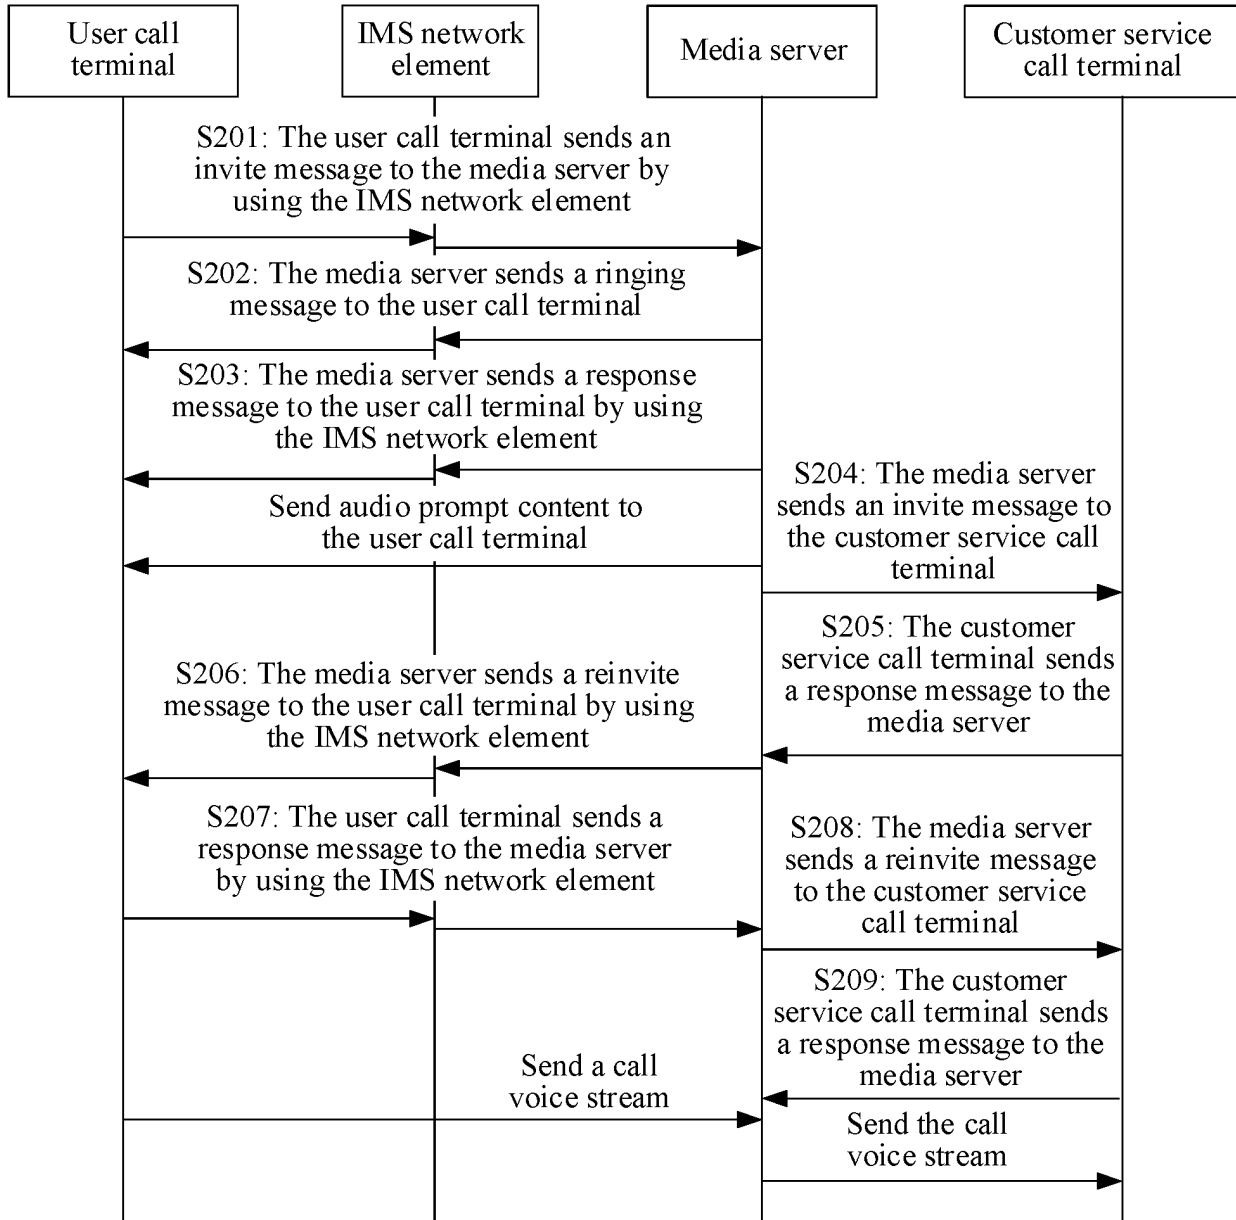 User call
terminal
IMS network
element
Media server
Customer service
call terminal
S201: The user call terminal sends an
invite message to the media server by
using the IMS network element
S202: The media server sends a ringing
message to the user call terminal
S203: The media server sends a response
message to the user call terminal by using
the IMS network element
Send audio prompt content to
the user call terminal
S204: The media server
sends an invite message to
the customer service call
terminal
S205: The customer
service call terminal sends
a response message to the
media server
S206: The media server sends a reinvite
message to the user call terminal by using
the IMS network element
S207: The user call terminal sends a
response message to the media server
by using the IMS network element
S208: The media server
sends a reinvite message
to the customer service
call terminal
S209: The customer
service call terminal sends
a response message to the
media server
Send a call
voice stream
Send the call
voice stream